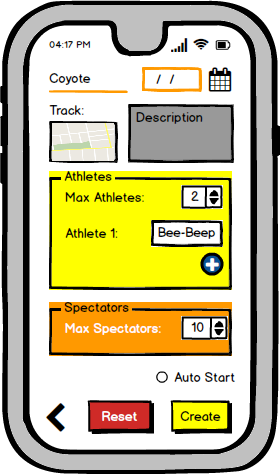 04:17 PM
Coyote / /
Track:
Description
Athletes
Max Athletes: 2
Athlete 1: Bee-Beep
Spectators
Max Spectators: 10
Auto Start
Reset Create